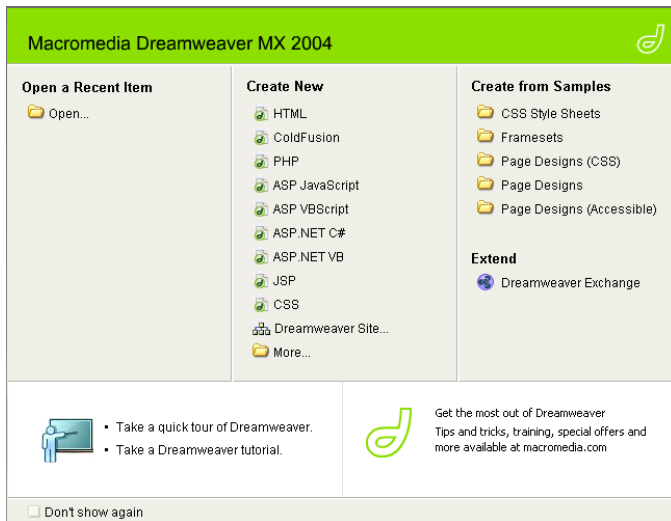 Macromedia Dreamweaver MX 2004
Open a Recent Item
Open...
Create New
HTML
ColdFusion
PHP
ASP JavaScript
ASP VBScript
ASP.NET C#
ASP.NET VB
JSP
CSS
Dreamweaver Site...
More...
Create from Samples
CSS Style Sheets
Framesets
Page Designs (CSS)
Page Designs
Page Designs (Accessible)
Extend
Dreamweaver Exchange
• Take a quick tour of Dreamweaver.
• Take a Dreamweaver tutorial.
Get the most out of Dreamweaver
Tips and tricks, training, special offers and
more available at macromedia.com
Don't show again